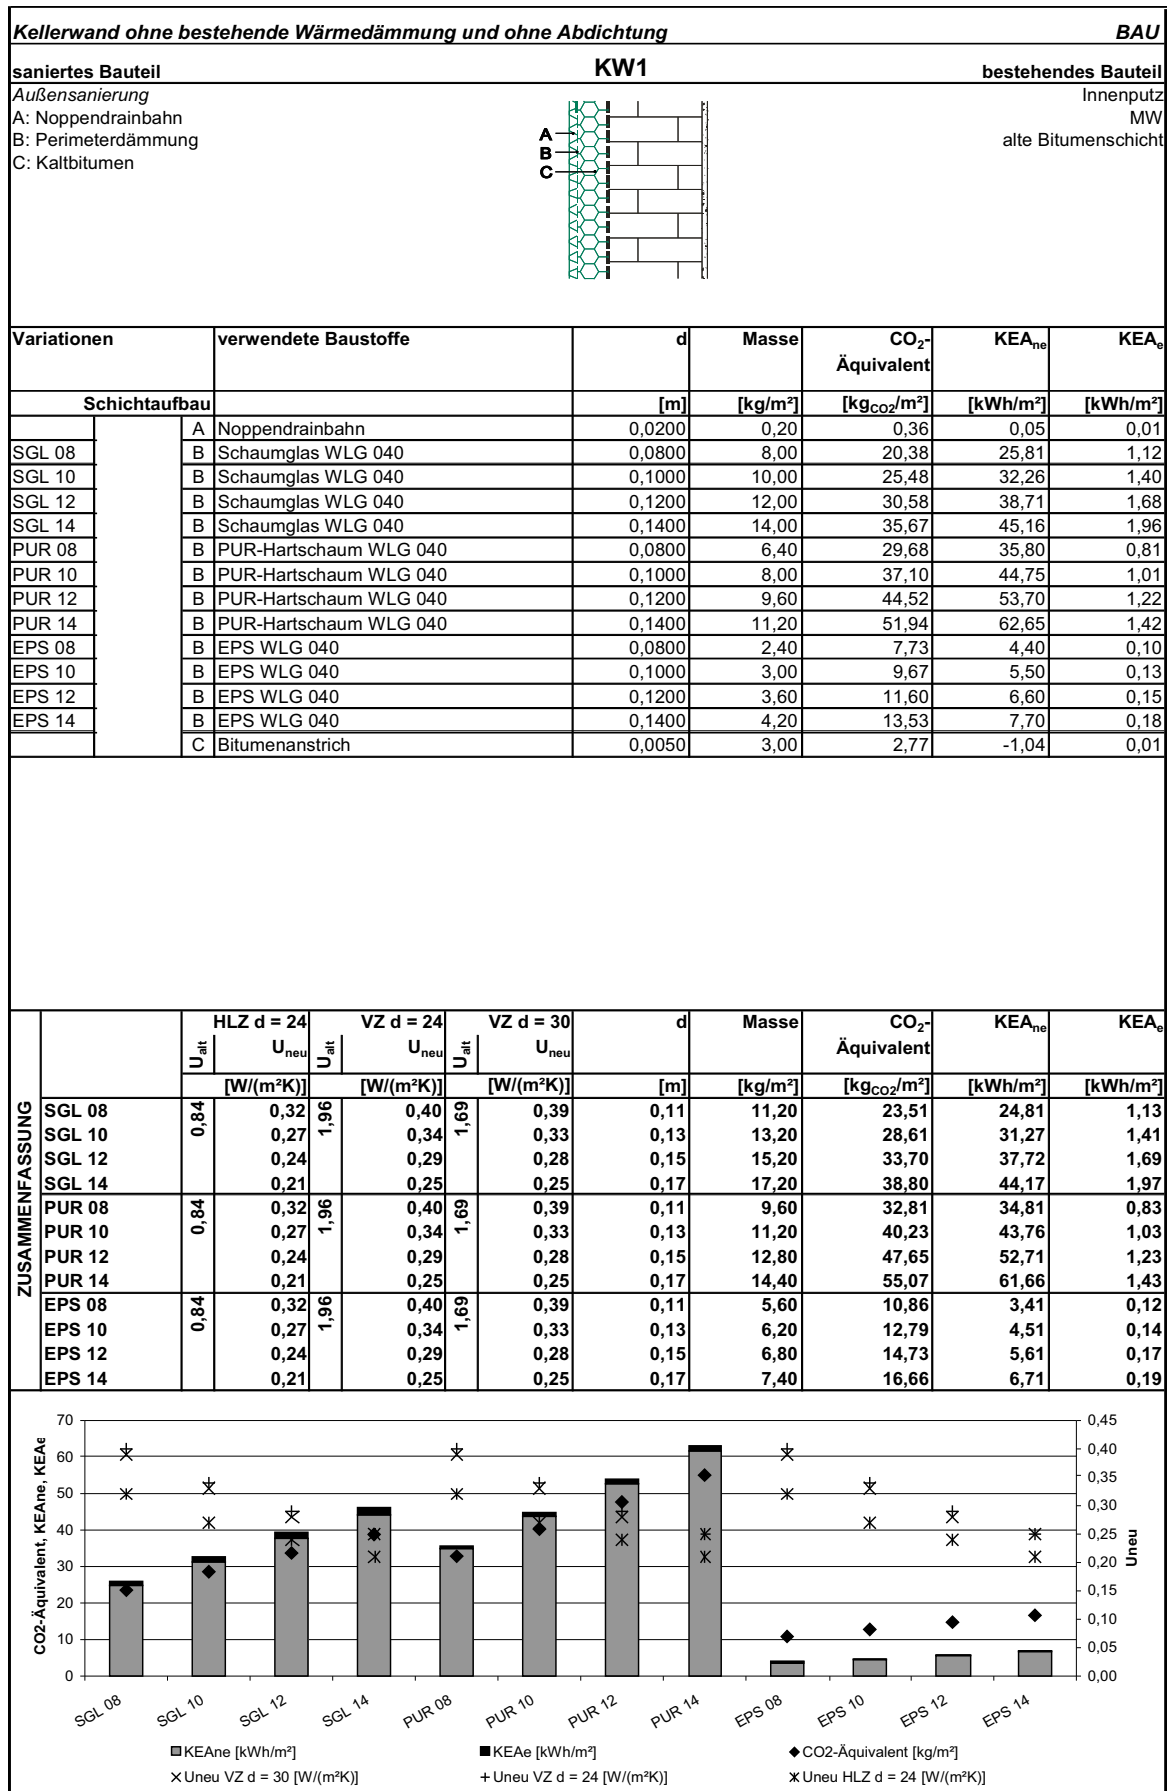 Kellerwand ohne bestehende Wärmedämmung und ohne Abdichtung BAU
saniertes Bauteil KW1 bestehendes Bauteil
Außensanierung Innenputz
A: Noppendrainbahn MW
B: Perimeterdämmung alte Bitumenschicht
C: Kaltbitumen
A
B
C
Variationen verwendete Baustoffe d Masse CO2- KEAne KEAe
Äquivalent
Schichtaufbau [m] [kg/m²] [kgCO2/m²] [kWh/m²] [kWh/m²]
A Noppendrainbahn 0,0200 0,20 0,36 0,05 0,01
SGL 08 B Schaumglas WLG 040 0,0800 8,00 20,38 25,81 1,12
SGL 10 B Schaumglas WLG 040 0,1000 10,00 25,48 32,26 1,40
SGL 12 B Schaumglas WLG 040 0,1200 12,00 30,58 38,71 1,68
SGL 14 B Schaumglas WLG 040 0,1400 14,00 35,67 45,16 1,96
PUR 08 B PUR-Hartschaum WLG 040 0,0800 6,40 29,68 35,80 0,81
PUR 10 B PUR-Hartschaum WLG 040 0,1000 8,00 37,10 44,75 1,01
PUR 12 B PUR-Hartschaum WLG 040 0,1200 9,60 44,52 53,70 1,22
PUR 14 B PUR-Hartschaum WLG 040 0,1400 11,20 51,94 62,65 1,42
EPS 08 B EPS WLG 040 0,0800 2,40 7,73 4,40 0,10
EPS 10 B EPS WLG 040 0,1000 3,00 9,67 5,50 0,13
EPS 12 B EPS WLG 040 0,1200 3,60 11,60 6,60 0,15
EPS 14 B EPS WLG 040 0,1400 4,20 13,53 7,70 0,18
C Bitumenanstrich 0,0050 3,00 2,77 -1,04 0,01
ZUSAMMENFASSUNG
HLZ d = 24 VZ d = 24 VZ d = 30 d Masse CO2- KEAne KEAe
Ualt Uneu Ualt Uneu Ualt Uneu Äquivalent
[W/(m²K)] [W/(m²K)] [W/(m²K)] [m] [kg/m²] [kgCO2/m²] [kWh/m²] [kWh/m²]
SGL 08 0,84 0,32 1,96 0,40 1,69 0,39 0,11 11,20 23,51 24,81 1,13
SGL 10 0,27 0,34 0,33 0,13 13,20 28,61 31,27 1,41
SGL 12 0,24 0,29 0,28 0,15 15,20 33,70 37,72 1,69
SGL 14 0,21 0,25 0,25 0,17 17,20 38,80 44,17 1,97
PUR 08 0,84 0,32 1,96 0,40 1,69 0,39 0,11 9,60 32,81 34,81 0,83
PUR 10 0,27 0,34 0,33 0,13 11,20 40,23 43,76 1,03
PUR 12 0,24 0,29 0,28 0,15 12,80 47,65 52,71 1,23
PUR 14 0,21 0,25 0,25 0,17 14,40 55,07 61,66 1,43
EPS 08 0,84 0,32 1,96 0,40 1,69 0,39 0,11 5,60 10,86 3,41 0,12
EPS 10 0,27 0,34 0,33 0,13 6,20 12,79 4,51 0,14
EPS 12 0,24 0,29 0,28 0,15 6,80 14,73 5,61 0,17
EPS 14 0,21 0,25 0,25 0,17 7,40 16,66 6,71 0,19
CO2-Äquivalent, KEAne, KEAe
70
60
50
40
30
20
10
0
0,45
0,40
0,35
0,30
0,25
0,20
0,15
0,10
0,05
0,00
Uneu
SGL 08 SGL 10 SGL 12 SGL 14 PUR 08 PUR 10 PUR 12 PUR 14 EPS 08 EPS 10 EPS 12 EPS 14
KEAne [kWh/m²] KEAe [kWh/m²] CO2-Äquivalent [kg/m²]
Uneu VZ d = 30 [W/(m²K)] Uneu VZ d = 24 [W/(m²K)] Uneu HLZ d = 24 [W/(m²K)]